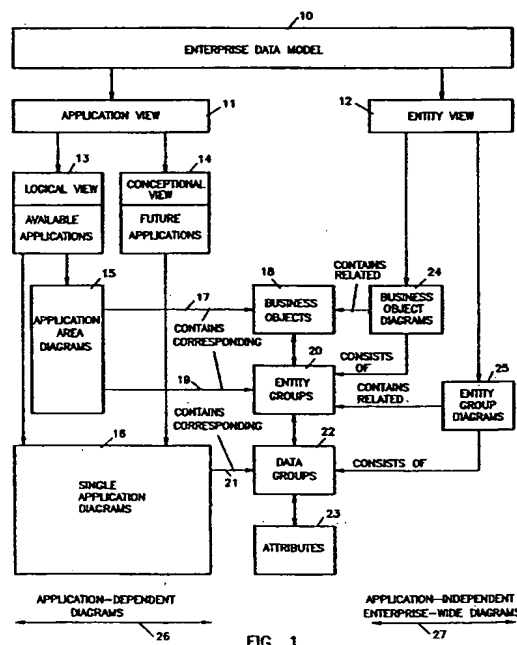 10
ENTERPRISE DATA MODEL
APPLICATION VIEW
11
12
ENTITY VIEW
13
14
LOGICAL VIEW
AVAILABLE
APPLICATIONS
CONCEPTIONAL
VIEW
FUTURE
APPLICATIONS
15
APPLICATION
AREA
DIAGRAMS
17
CONTAINS
CORRESPONDING
18
BUSINESS
OBJECTS
CONTAINS
RELATED
24
BUSINESS
OBJECT
DIAGRAMS
19
20
ENTITY
GROUPS
CONSISTS
OF
CONTAINS
RELATED
25
ENTITY
GROUP
DIAGRAMS
16
SINGLE
APPLICATION
DIAGRAMS
CONTAINS
CORRESPONDING
21
22
DATA
GROUPS
CONSISTS OF
23
ATTRIBUTES
APPLICATION-DEPENDENT
DIAGRAMS
26
APPLICATION-INDEPENDENT
ENTERPRISE-WIDE DIAGRAMS
27
FIG. 1